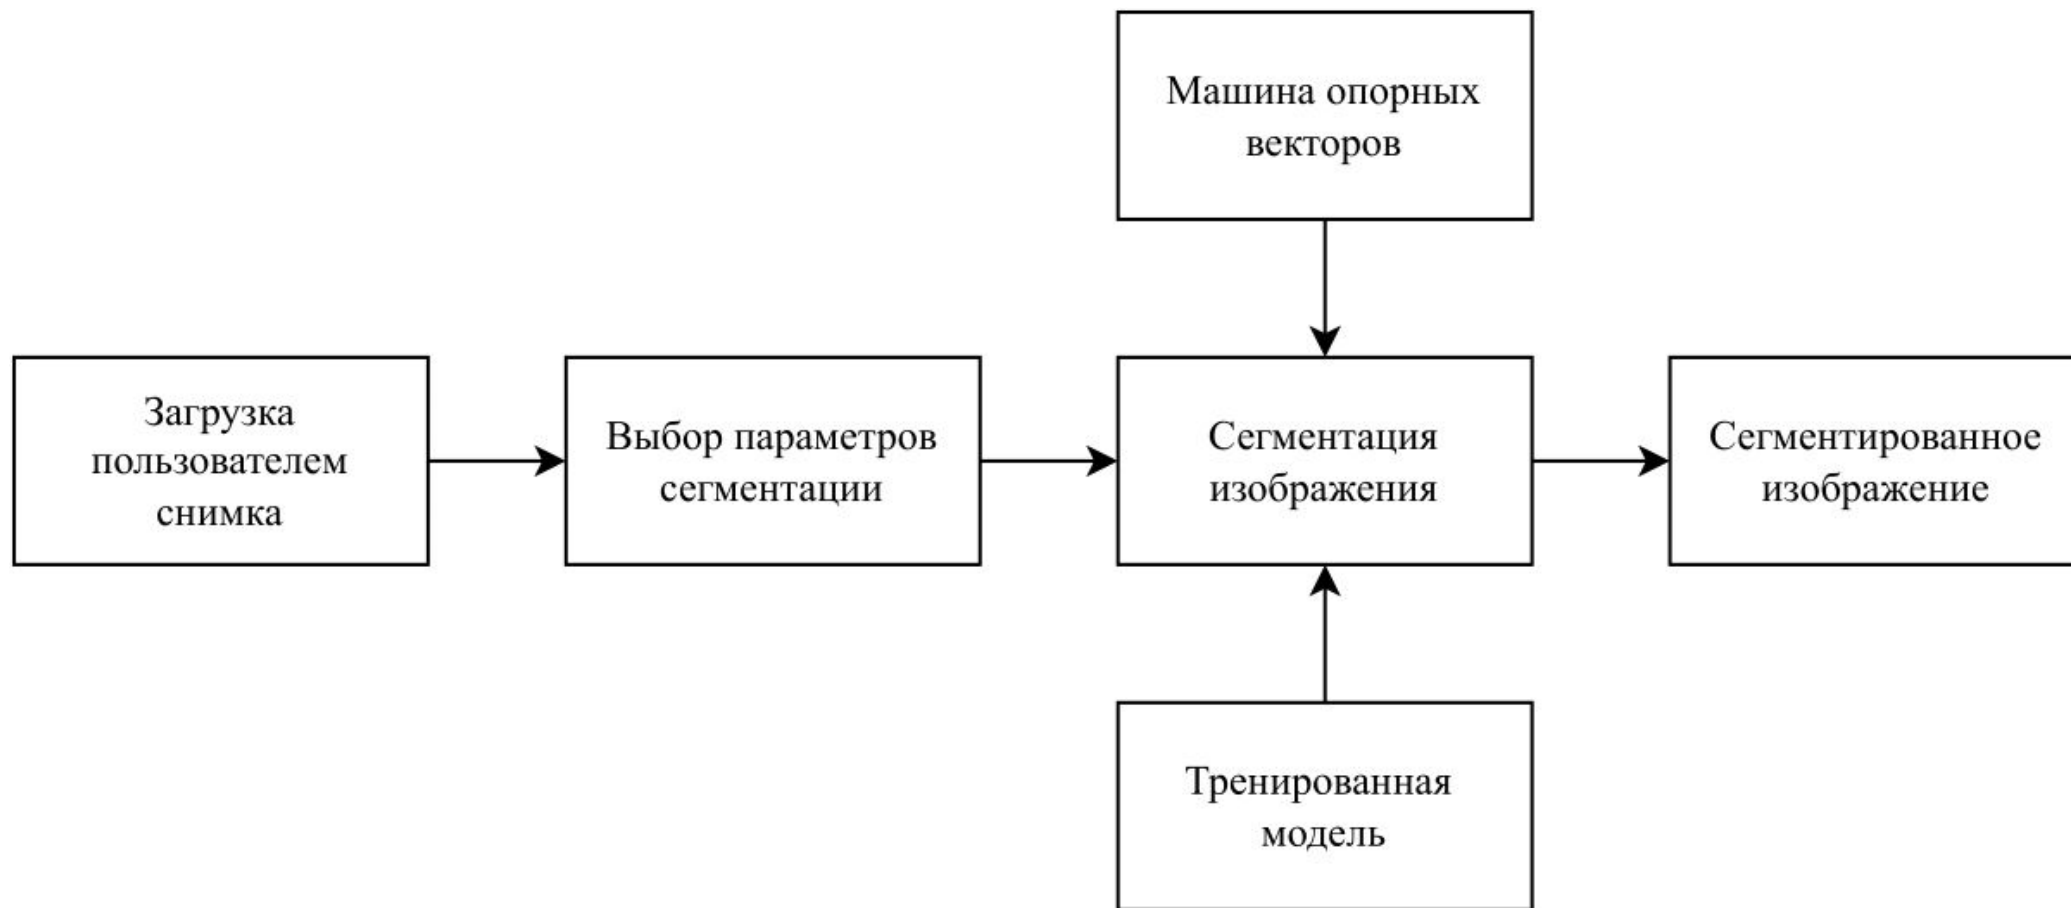 Машина опорных
векторов
Загрузка
пользователем
снимка
Выбор параметров
сегментации
Сегментация
изображения
Сегментированное
изображение
Тренированная
модель